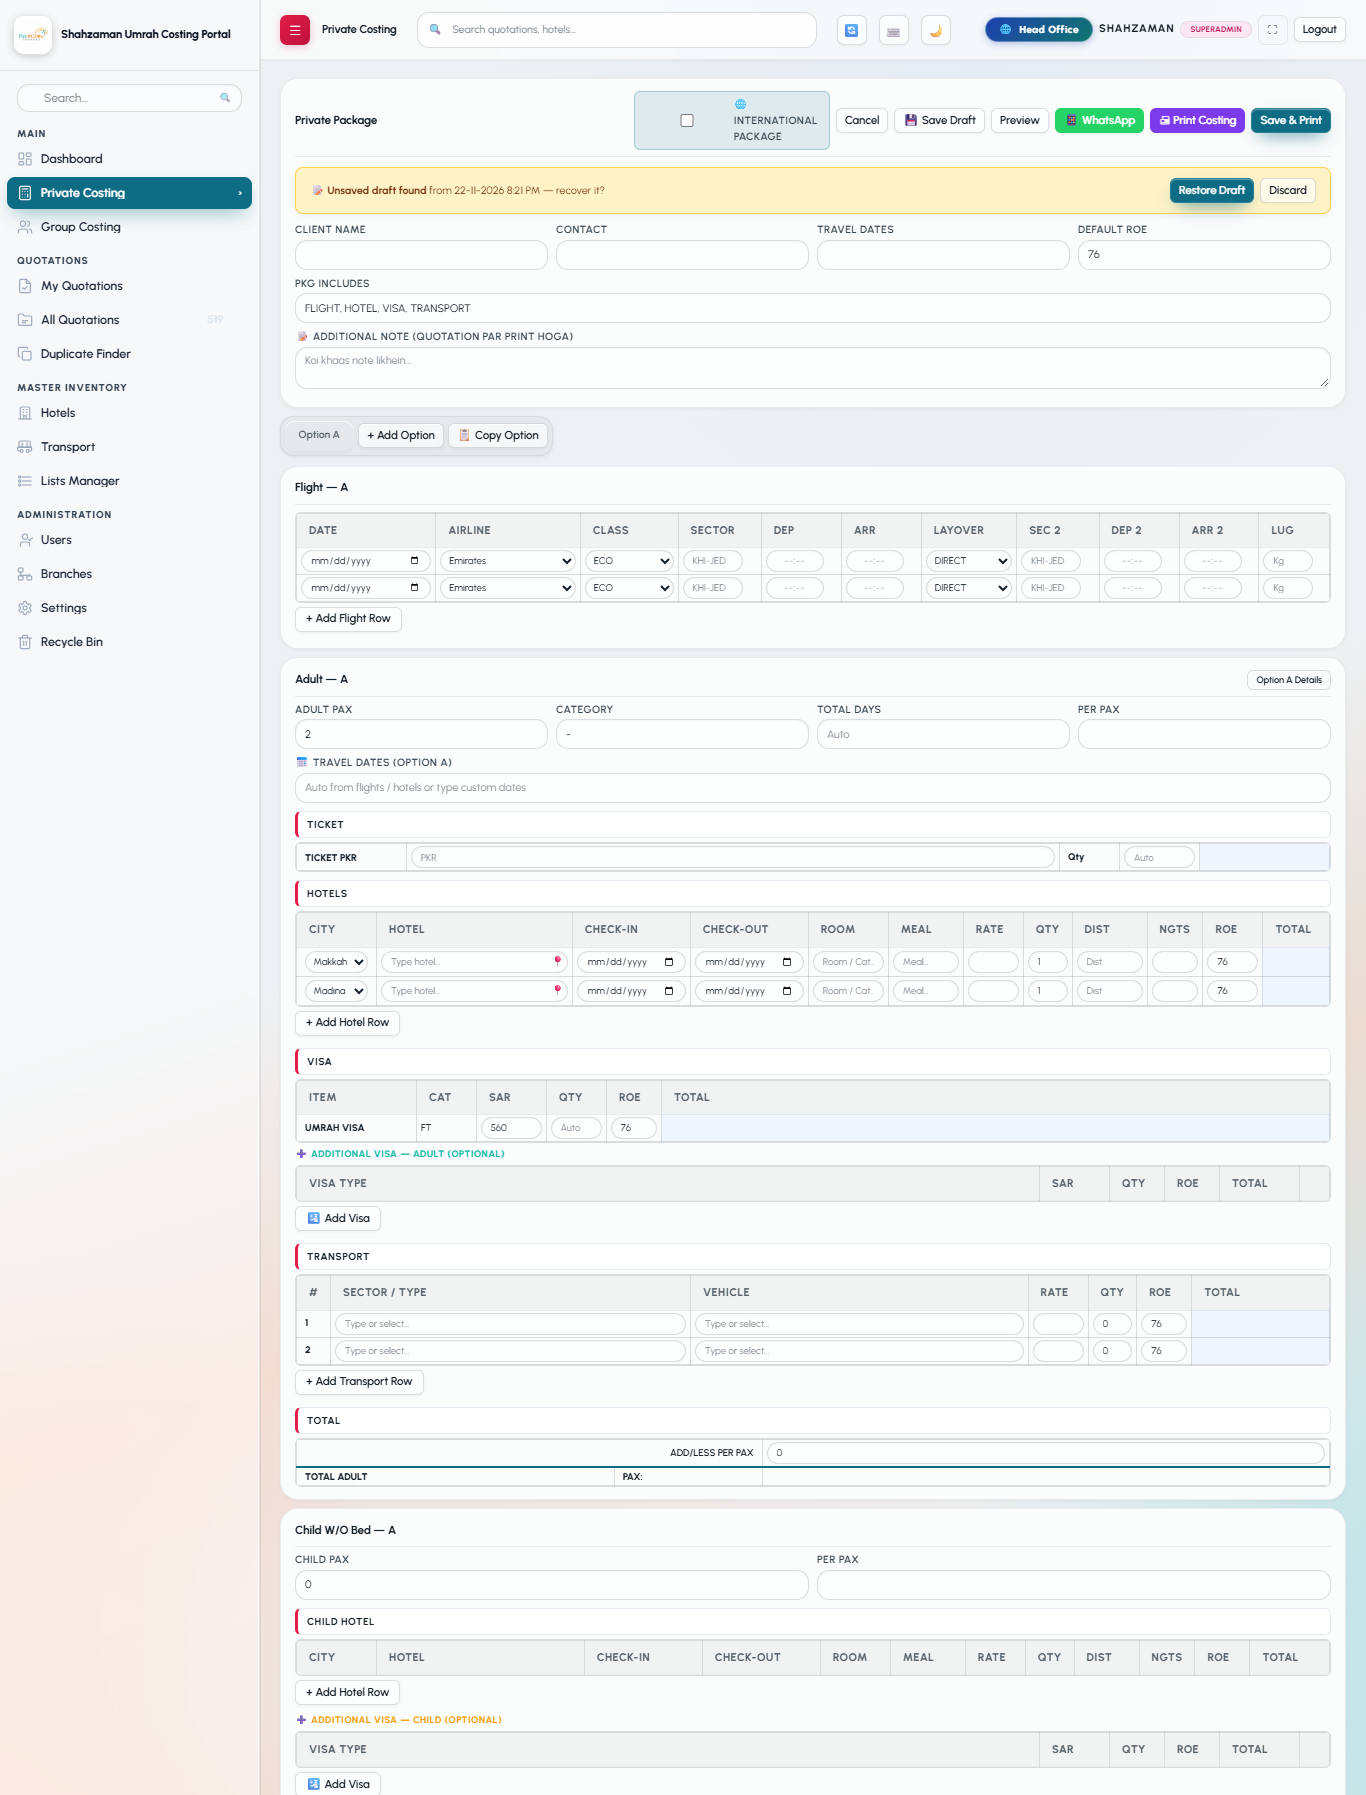 Shahzaman Umrah Costing Portal
Search...
MAIN
Dashboard
Private Costing
Group Costing
QUOTATIONS
My Quotations
All Quotations 519
Duplicate Finder
MASTER INVENTORY
Hotels
Transport
Lists Manager
ADMINISTRATION
Users
Branches
Settings
Recycle Bin
Private Costing
Search quotations, hotels...
Head Office SHAHZAMAN SUPERADMIN Logout
Private Package
INTERNATIONAL PACKAGE
Cancel Save Draft Preview WhatsApp Print Costing Save & Print
Unsaved draft found from 22-11-2026 8:21 PM — recover it? Restore Draft Discard
CLIENT NAME CONTACT TRAVEL DATES DEFAULT ROE
76
PKG INCLUDES
FLIGHT, HOTEL, VISA, TRANSPORT
ADDITIONAL NOTE (QUOTATION PAR PRINT HOGA)
Koi khaas note likhein...
Option A + Add Option Copy Option
Flight — A
DATE AIRLINE CLASS SECTOR DEP ARR LAYOVER SEC 2 DEP 2 ARR 2 LUG
mm/dd/yyyy Emirates ECO KHI-JED --:-- --:-- DIRECT KHI-JED --:-- --:-- Kg
mm/dd/yyyy Emirates ECO KHI-JED --:-- --:-- DIRECT KHI-JED --:-- --:-- Kg
+ Add Flight Row
Adult — A Option A Details
ADULT PAX CATEGORY TOTAL DAYS PER PAX
2 - Auto
TRAVEL DATES (OPTION A)
Auto from flights / hotels or type custom dates
TICKET
TICKET PKR PKR Qty Auto
HOTELS
CITY HOTEL CHECK-IN CHECK-OUT ROOM MEAL RATE QTY DIST NGTS ROE TOTAL
Makkah Type hotel... mm/dd/yyyy mm/dd/yyyy Room / Cat.. Meal.. 1 Dist 76
Madina Type hotel... mm/dd/yyyy mm/dd/yyyy Room / Cat.. Meal.. 1 Dist 76
+ Add Hotel Row
VISA
ITEM CAT SAR QTY ROE TOTAL
UMRAH VISA FT 560 Auto 76
ADDITIONAL VISA — ADULT (OPTIONAL)
VISA TYPE SAR QTY ROE TOTAL
Add Visa
TRANSPORT
# SECTOR / TYPE VEHICLE RATE QTY ROE TOTAL
1 Type or select... Type or select... 0 76
2 Type or select... Type or select... 0 76
+ Add Transport Row
TOTAL
ADD/LESS PER PAX 0
TOTAL ADULT PAX:
Child W/O Bed — A
CHILD PAX PER PAX
0
CHILD HOTEL
CITY HOTEL CHECK-IN CHECK-OUT ROOM MEAL RATE QTY DIST NGTS ROE TOTAL
+ Add Hotel Row
ADDITIONAL VISA — CHILD (OPTIONAL)
VISA TYPE SAR QTY ROE TOTAL
Add Visa